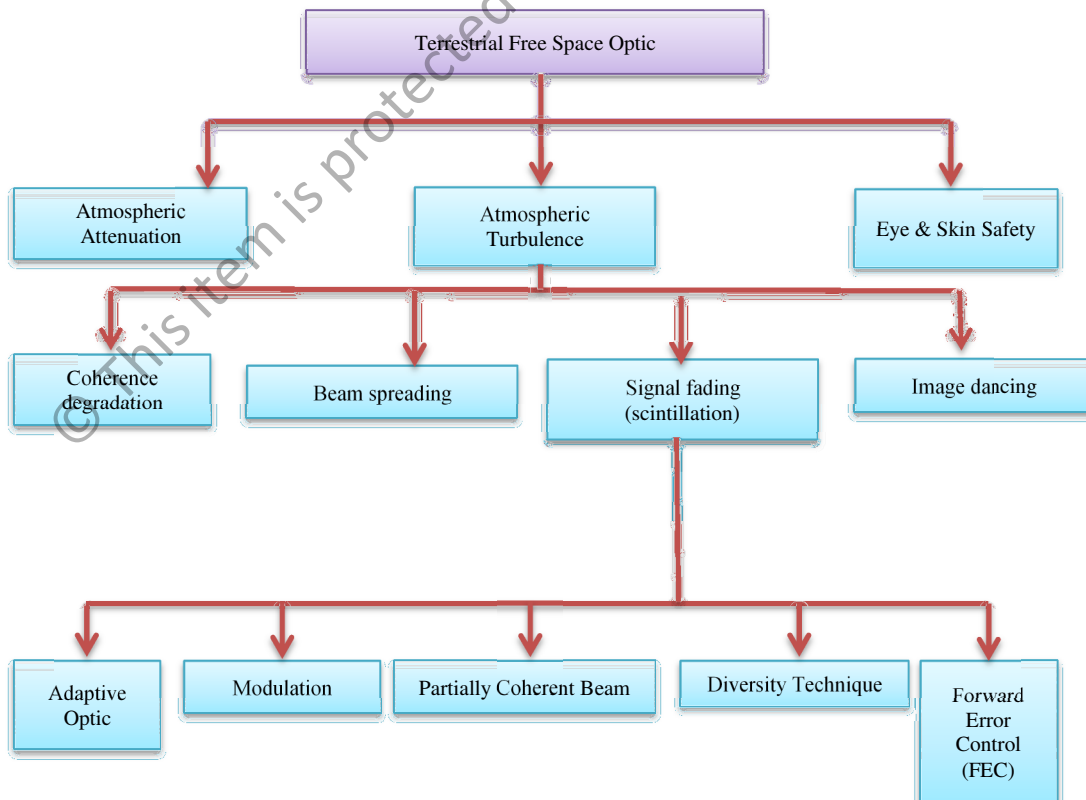 Terrestrial Free Space Optic
© This item is protected
Atmospheric
Attenuation
Atmospheric
Turbulence
Eye & Skin Safety
Coherence
degradation
Beam spreading
Signal fading
(scintillation)
Image dancing
Adaptive
Optic
Modulation
Partially Coherent Beam
Diversity Technique
Forward
Error
Control
(FEC)